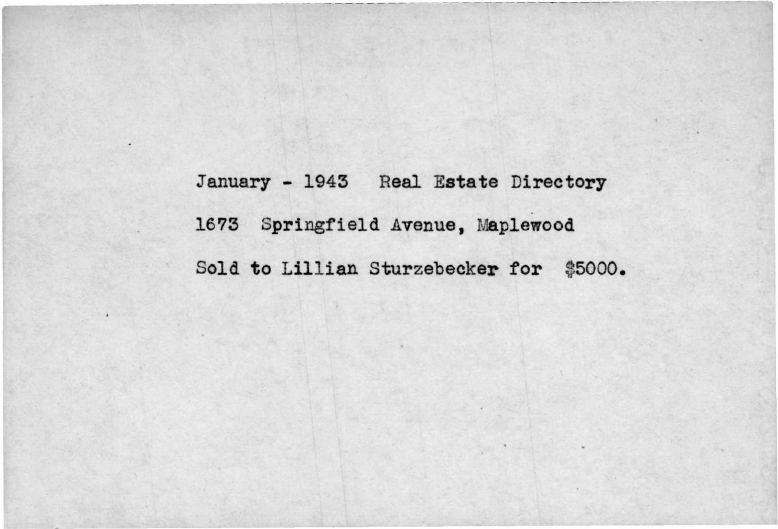 January - 1943 Real Estate Directory
1673 Springfield Avenue, Maplewood
Sold to Lillian Sturzebecker for $5000.